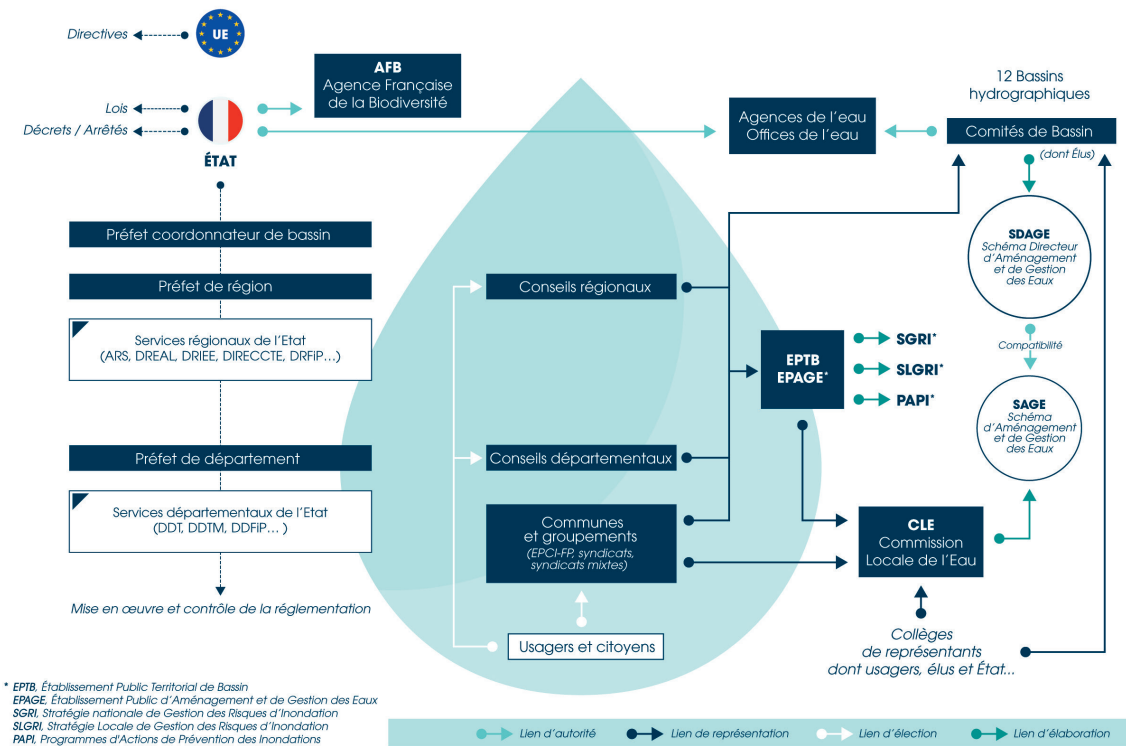 Directives
UE
Lois
Décrets / Arrêtés
ÉTAT
AFB
Agence Française
de la Biodiversité
Agences de l'eau
Offices de l'eau
12 Bassins
hydrographiques
Comités de Bassin
(dont Élus)
Préfet coordonnateur de bassin
Préfet de région
Services régionaux de l'Etat
(ARS, DREAL, DRIEE, DIRECCTE, DRFiP...)
Préfet de département
Services départementaux de l'Etat
(DDT, DDTM, DDFiP... )
Mise en œuvre et contrôle de la réglementation
Conseils régionaux
Conseils départementaux
Communes
et groupements
(EPCI-FP, syndicats,
syndicats mixtes)
Usagers et citoyens
EPTB
EPAGE*
SGRI*
SLGRI*
PAPI*
SDAGE
Schéma Directeur
d'Aménagement
et de Gestion
des Eaux
Compatibilité
SAGE
Schéma
d'Aménagement
et de Gestion
des Eaux
CLE
Commission
Locale de l'Eau
Collèges
de représentants
dont usagers, élus et État...
* EPTB, Établissement Public Territorial de Bassin
EPAGE, Établissement Public d'Aménagement et de Gestion des Eaux
SGRI, Stratégie nationale de Gestion des Risques d'Inondation
SLGRI, Stratégie Locale de Gestion des Risques d'Inondation
PAPI, Programmes d'Actions de Prévention des Inondations
Lien d'autorité
Lien de représentation
Lien d'élection
Lien d'élaboration